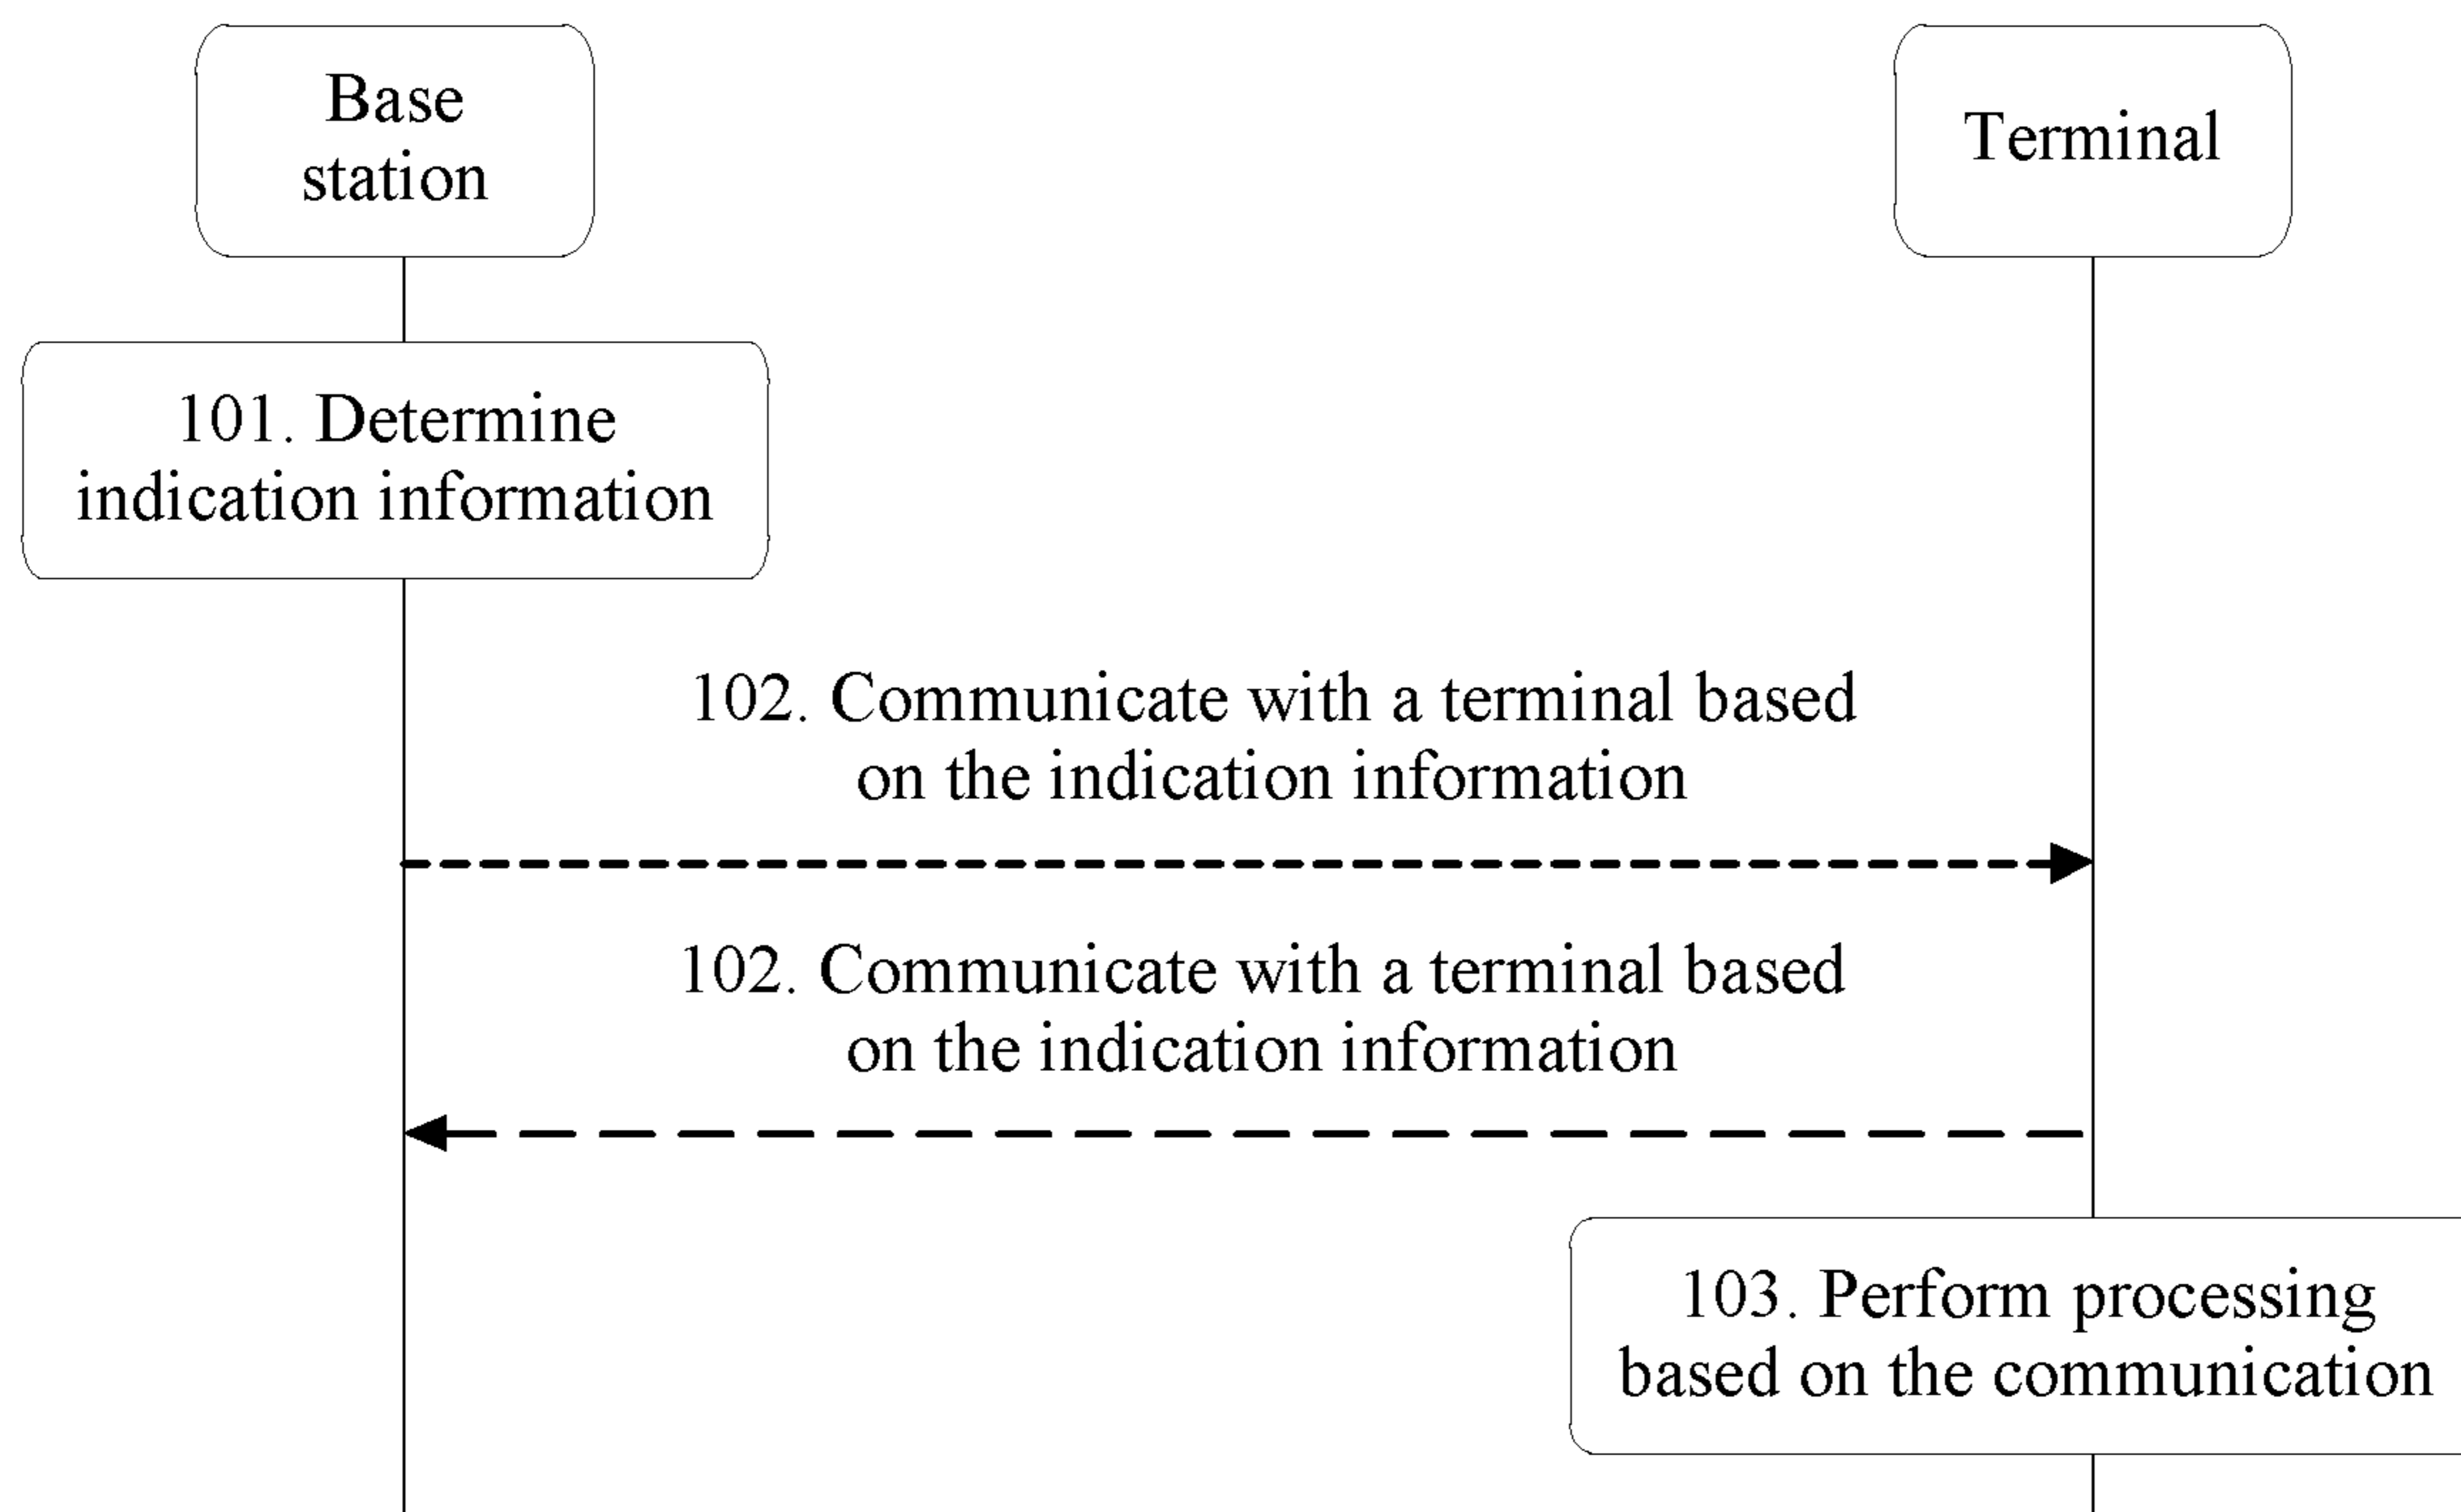 Base
station
Terminal
101. Determine
indication information
102. Communicate with a terminal based
on the indication information
102. Communicate with a terminal based
on the indication information
103. Perform processing
based on the communication